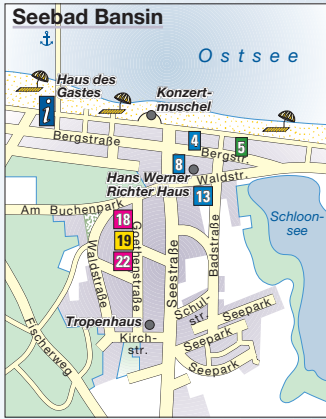 Seebad Bansin
Ostsee
Haus des
Gastes
i
Konzert-
muschel
Bergstraße
4
Bergstr.
5
8
Waldstr.
Hans Werner
Richter Haus
13
Am Buchenpark
18
19
22
Goethenstraße
Waldstraße
Seestraße
Badstraße
Schloon-
see
Fischerweg
Tropenhaus
Kirch-
str.
Schul-
str.
Seepark
Seepark
Seepark